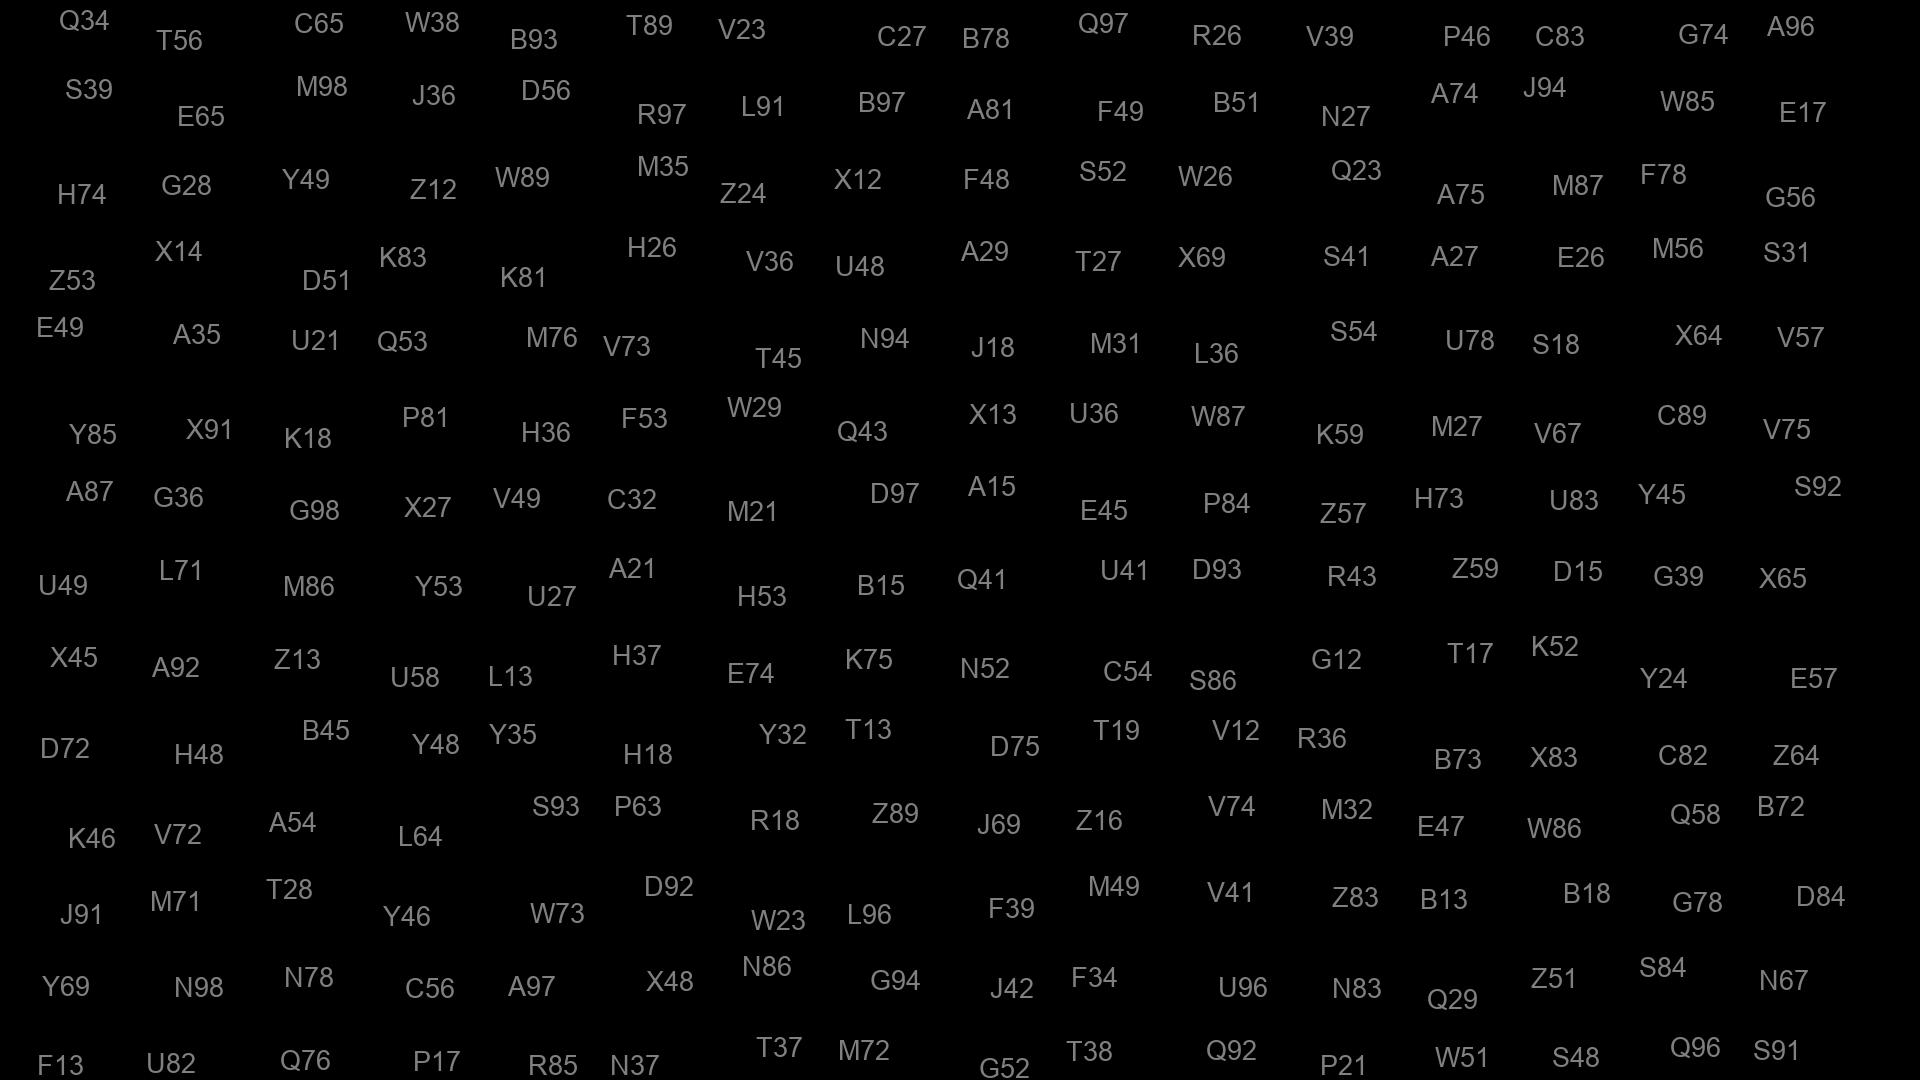 Q34 T56 C65 W38 B93 T89 V23 C27 B78 Q97 R26 V39 P46 C83 G74 A96
S39 E65 M98 J36 D56 R97 L91 B97 A81 F49 B51 N27 A74 J94 W85 E17
H74 G28 Y49 Z12 W89 M35 Z24 X12 F48 S52 W26 Q23 A75 M87 F78 G56
Z53 X14 D51 K83 K81 H26 V36 U48 A29 T27 X69 S41 A27 E26 M56 S31
E49 A35 U21 Q53 M76 V73 T45 N94 J18 M31 L36 S54 U78 S18 X64 V57
Y85 X91 K18 P81 H36 F53 W29 Q43 X13 U36 W87 K59 M27 V67 C89 V75
A87 G36 G98 X27 V49 C32 M21 D97 A15 E45 P84 Z57 H73 U83 Y45 S92
U49 L71 M86 Y53 U27 A21 H53 B15 Q41 U41 D93 R43 Z59 D15 G39 X65
X45 A92 Z13 U58 L13 H37 E74 K75 N52 C54 S86 G12 T17 K52 Y24 E57
D72 H48 B45 Y48 Y35 H18 Y32 T13 D75 T19 V12 R36 B73 X83 C82 Z64
K46 V72 A54 L64 S93 P63 R18 Z89 J69 Z16 V74 M32 E47 W86 Q58 B72
J91 M71 T28 Y46 W73 D92 W23 L96 F39 M49 V41 Z83 B13 B18 G78 D84
Y69 N98 N78 C56 A97 X48 N86 G94 J42 F34 U96 N83 Q29 Z51 S84 N67
F13 U82 Q76 P17 R85 N37 T37 M72 G52 T38 Q92 P21 W51 S48 Q96 S91